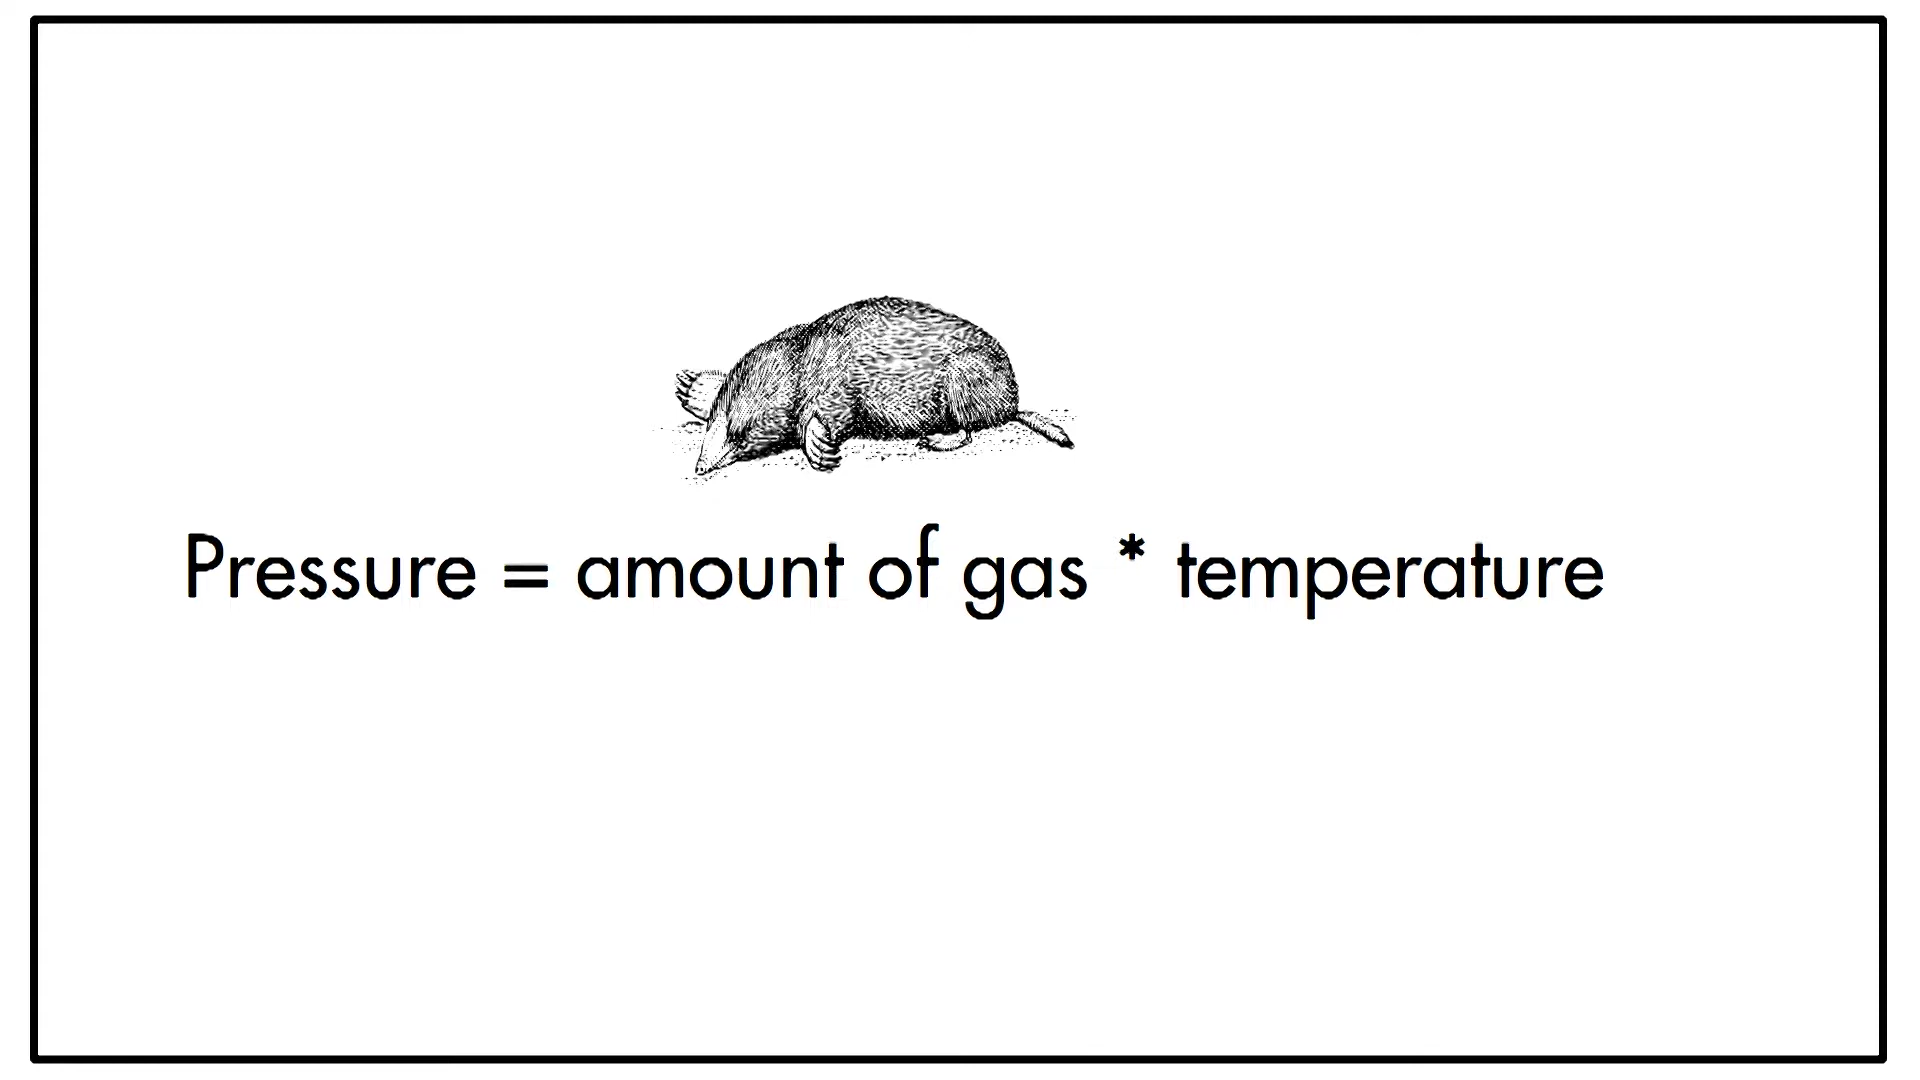 Pressure = amount of gas * temperature